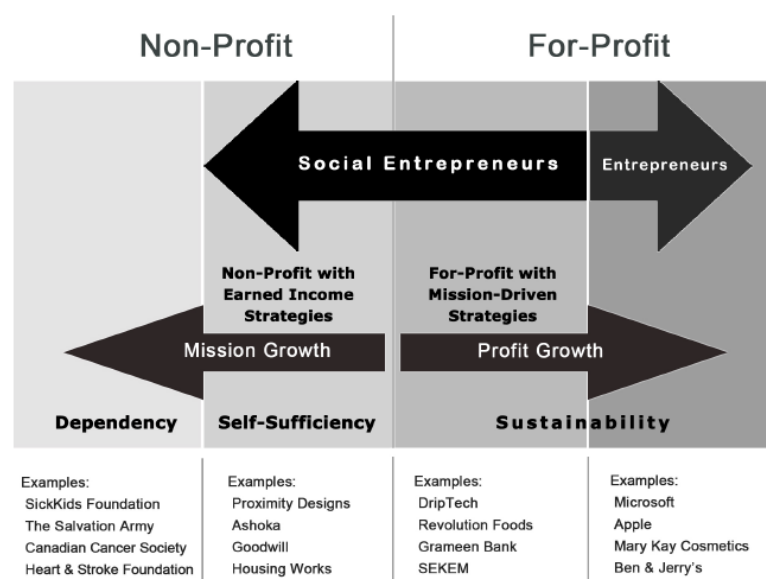 Non-Profit
For-Profit
Social Entrepreneurs
Entrepreneurs
Non-Profit with
Earned Income
Strategies
For-Profit with
Mission-Driven
Strategies
Mission Growth
Profit Growth
Dependency
Self-Sufficiency
Sustainability
Examples:
SickKids Foundation
The Salvation Army
Canadian Cancer Society
Heart & Stroke Foundation
Examples:
Proximity Designs
Ashoka
Goodwill
Housing Works
Examples:
DripTech
Revolution Foods
Grameen Bank
SEKEM
Examples:
Microsoft
Apple
Mary Kay Cosmetics
Ben & Jerry's